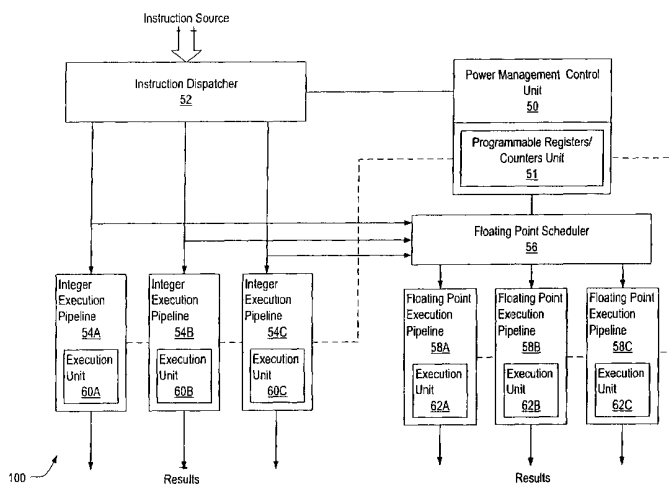 Instruction Source
Instruction Dispatcher
52
Power Management Control
Unit
50
Programmable Registers/
Counters Unit
51
Floating Point Scheduler
56
Integer
Execution
Pipeline
54A
Execution
Unit
60A
Integer
Execution
Pipeline
54B
Execution
Unit
60B
Integer
Execution
Pipeline
54C
Execution
Unit
60C
Floating Point
Execution
Pipeline
58A
Execution
Unit
62A
Floating Point
Execution
Pipeline
58B
Execution
Unit
62B
Floating Point
Execution
Pipeline
58C
Execution
Unit
62C
100
Results
Results